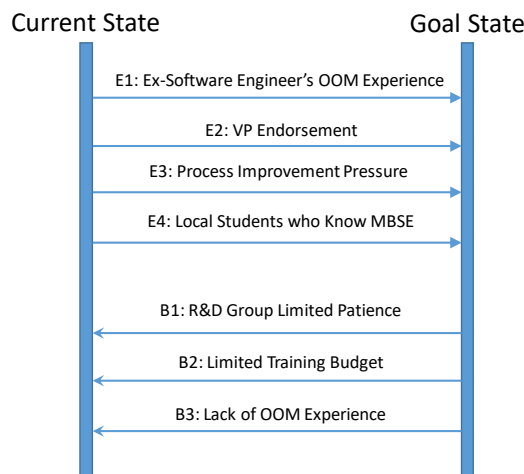 Current State
Goal State
E1: Ex-Software Engineer's OOM Experience
E2: VP Endorsement
E3: Process Improvement Pressure
E4: Local Students who Know MBSE
B1: R&D Group Limited Patience
B2: Limited Training Budget
B3: Lack of OOM Experience